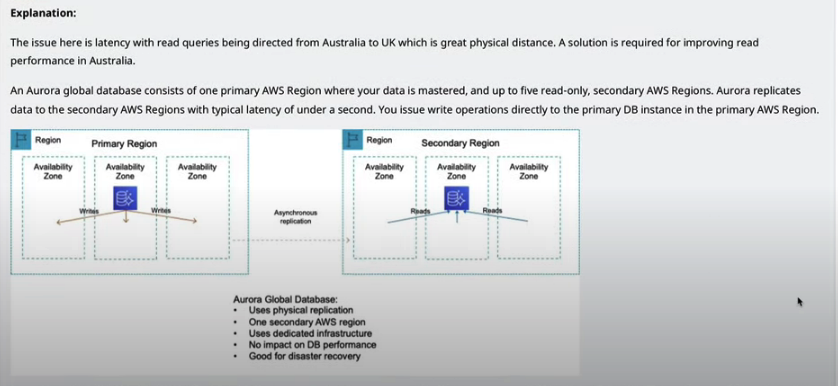 Explanation:
The issue here is latency with read queries being directed from Australia to UK which is great physical distance. A solution is required for improving read
performance in Australia.
An Aurora global database consists of one primary AWS Region where your data is mastered, and up to five read-only, secondary AWS Regions. Aurora replicates
data to the secondary AWS Regions with typical latency of under a second. You issue write operations directly to the primary DB instance in the primary AWS Region.
Region
Primary Region
Availability
Zone
Availability
Zone
Availability
Zone
Writes
Writes
Asynchronous
replication
Region
Secondary Region
Availability
Zone
Availability
Zone
Availability
Zone
Reads
Reads
Aurora Global Database:
• Uses physical replication
• One secondary AWS region
• Uses dedicated infrastructure
• No impact on DB performance
• Good for disaster recovery